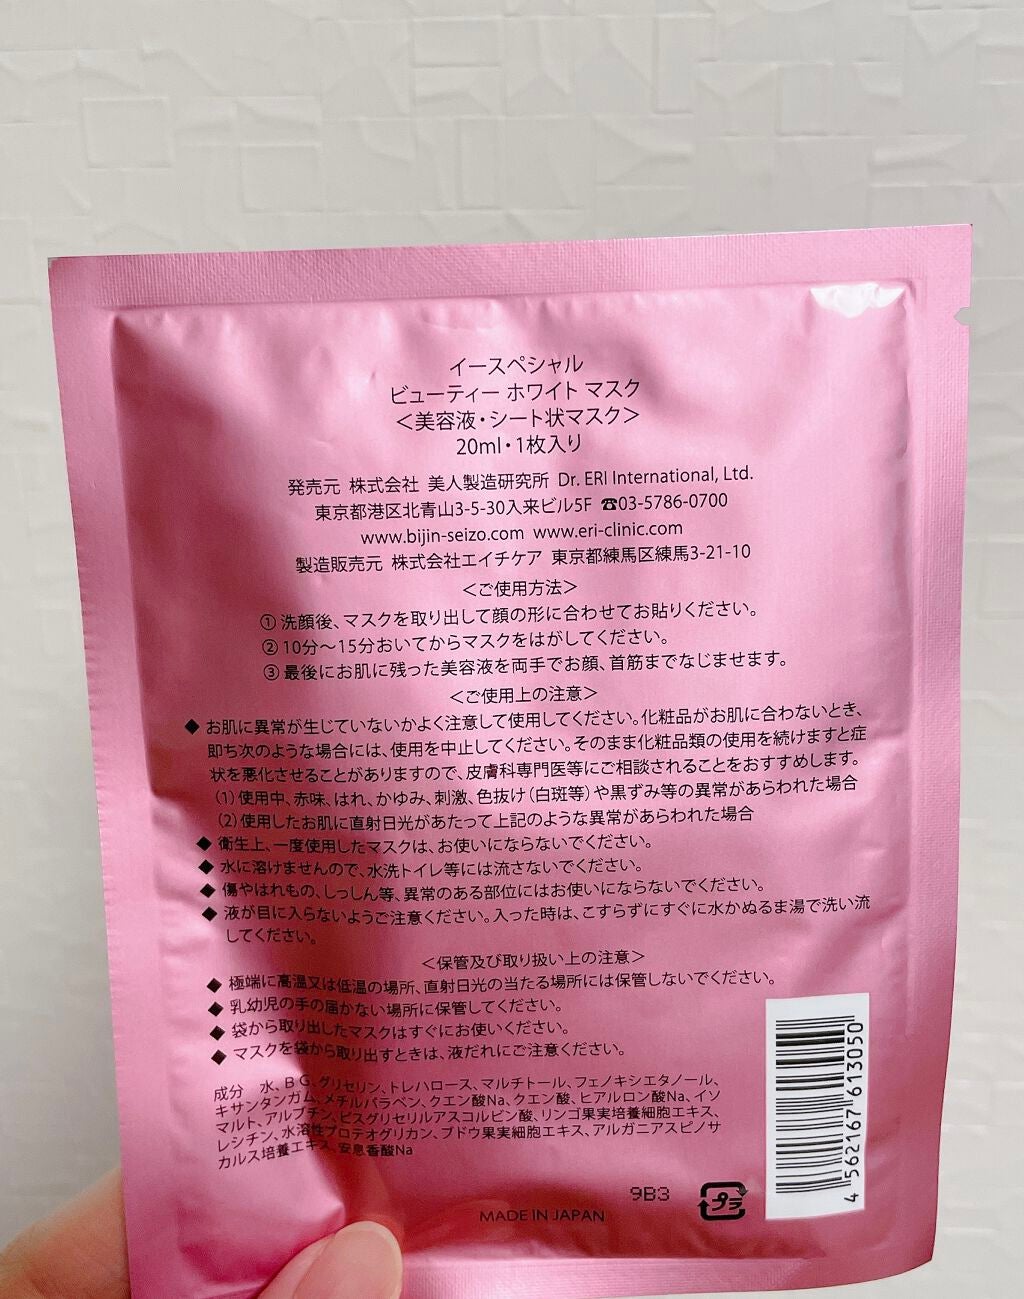 イースペシャル
ビューティー ホワイト マスク
＜美容液・シート状マスク＞
20ml・1枚入り
発売元 株式会社 美人製造研究所 Dr. ERI International, Ltd.
東京都港区北青山3-5-30入来ビル5F ☎03-5786-0700
www.bijin-seizo.com www.eri-clinic.com
製造販売元 株式会社エイチケア 東京都練馬区練馬3-21-10
＜ご使用方法＞
① 洗顔後、マスクを取り出して顔の形に合わせてお貼りください。
② 10分～15分おいてからマスクをはがしてください。
③ 最後にお肌に残った美容液を両手でお顔、首筋までなじませます。
＜ご使用上の注意＞
◆ お肌に異常が生じていないかよく注意して使用してください。化粧品がお肌に合わないとき、
即ち次のような場合には、使用を中止してください。そのまま化粧品類の使用を続けますと症
状を悪化させることがありますので、皮膚科専門医等にご相談されることをおすすめします。
（1）使用中、赤味、はれ、かゆみ、刺激、色抜け（白斑等）や黒ずみ等の異常があらわれた場合
（2）使用したお肌に直射日光があたって上記のような異常があらわれた場合
◆ 衛生上、一度使用したマスクは、お使いにならないでください。
◆ 水に溶けませんので、水洗トイレ等には流さないでください。
◆ 傷やはれもの、しっしん等、異常のある部位にはお使いにならないでください。
◆ 液が目に入らないようご注意ください。入った時は、こすらずにすぐに水かぬるま湯で洗い流
してください。
＜保管及び取り扱い上の注意＞
◆ 極端に高温又は低温の場所、直射日光の当たる場所には保管しないでください。
◆ 乳幼児の手の届かない場所に保管してください。
◆ 袋から取り出したマスクはすぐにお使いください。
◆ マスクを袋から取り出すときは、液だれにご注意ください。
成分 水、BG、グリセリン、トレハロース、マルチトール、フェノキシエタノール、
キサンタンガム、メチルパラベン、クエン酸Na、クエン酸、ヒアルロン酸Na、イソ
マルト、アルブチン、ビスグリセリルアスコルビン酸、リンゴ果実培養細胞エキス、
レシチン、水溶性プロテオグリカン、ブドウ果実細胞エキス、アルガニアスピノサ
カルス培養エキス、安息香酸Na
9B3
プラ
MADE IN JAPAN
4 562167 613050